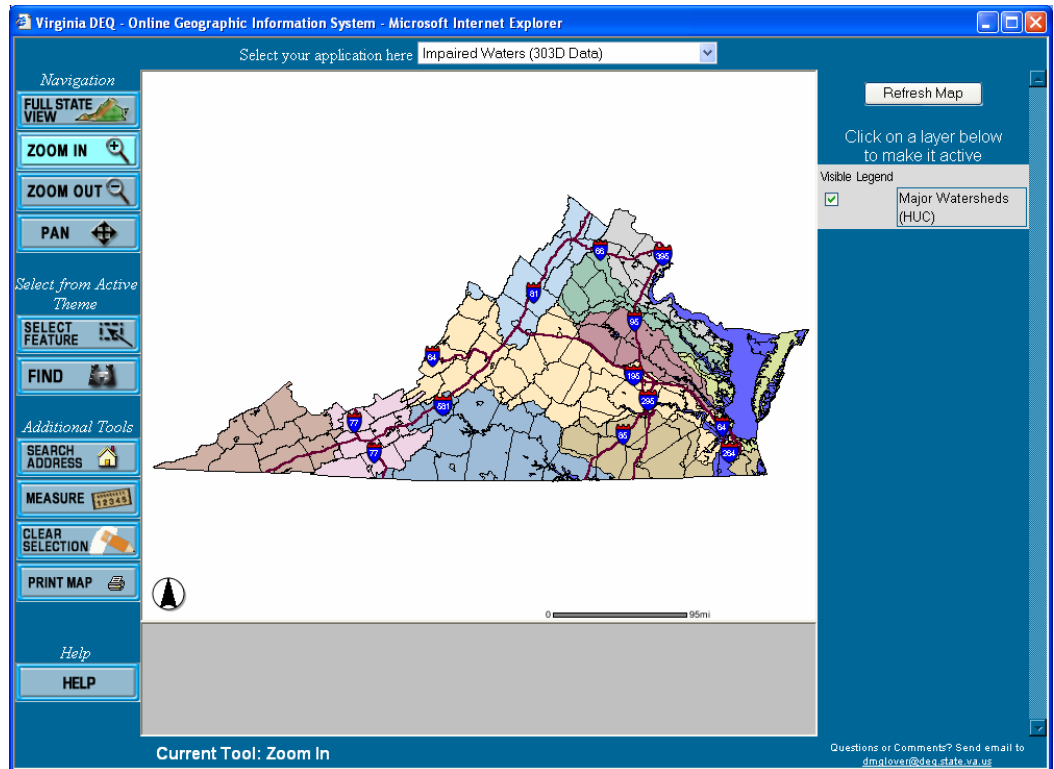 Virginia DEQ - Online Geographic Information System - Microsoft Internet Explorer
Select your application here Impaired Waters (303D Data)
Navigation
FULL STATE
VIEW
ZOOM IN
ZOOM OUT
PAN
Select from Active
Theme
SELECT
FEATURE
FIND
Additional Tools
SEARCH
ADDRESS
MEASURE 12345
CLEAR
SELECTION
PRINT MAP
Help
HELP
66
395
81
95
64
195
581
295
77
85
64
77
264
0 95mi
Refresh Map
Click on a layer below
to make it active
Visible Legend
Major Watersheds
(HUC)
Current Tool: Zoom In
Questions or Comments? Send email to
dmglover@deq.state.va.us